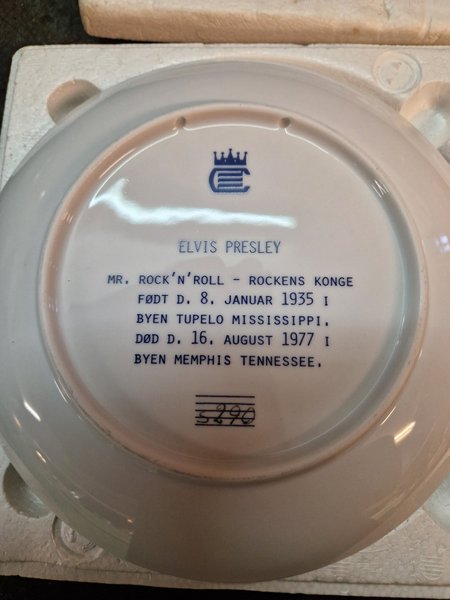 ELVIS PRESLEY
MR. ROCK'N'ROLL - ROCKENS KONGE
FØDT D. 8. JANUAR 1935 I
BYEN TUPELO MISSISSIPPI.
DØD D. 16. AUGUST 1977 I
BYEN MEMPHIS TENNESSEE.
5290